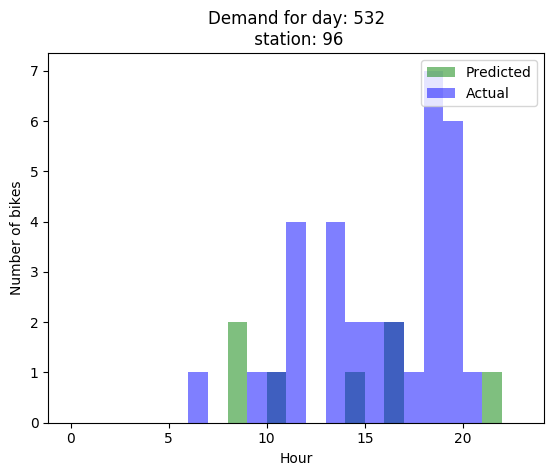 Demand for day: 532
station: 96
Predicted
Actual
Number of bikes
7
6
5
4
3
2
1
0
0 5 10 15 20
Hour